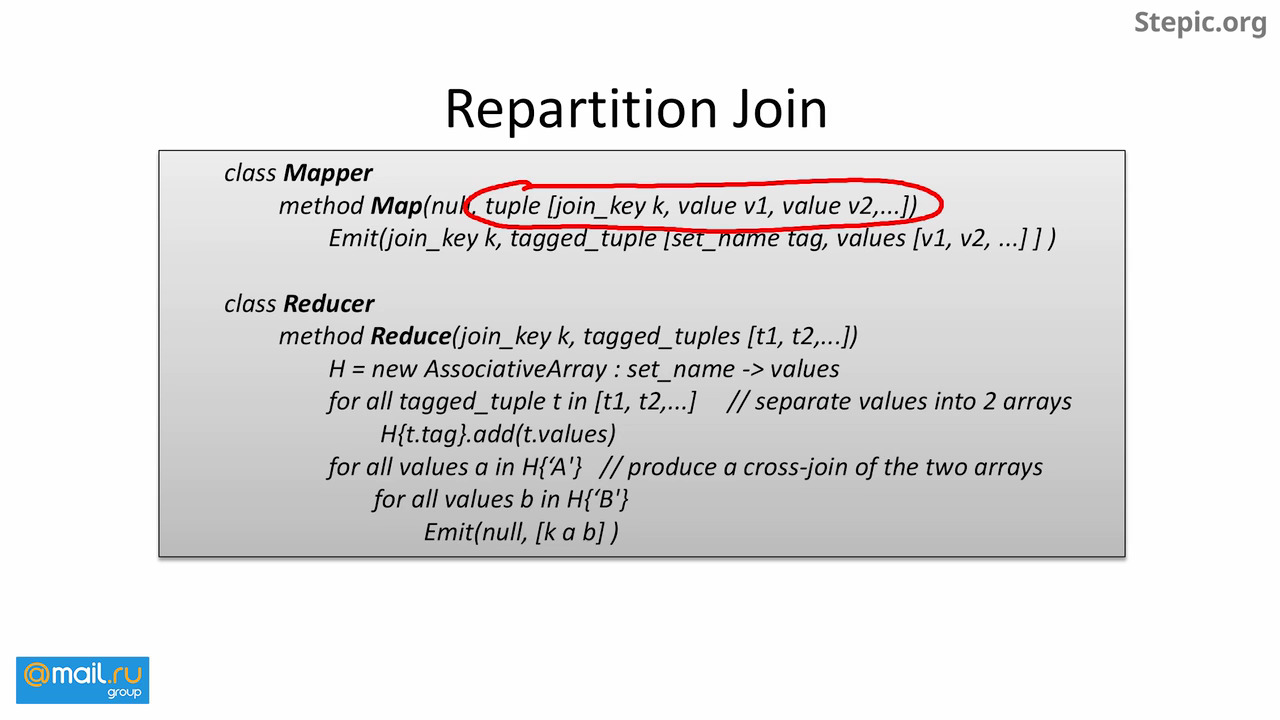 Stepic.org
Repartition Join
class Mapper
method Map(null, tuple [join_key k, value v1, value v2,...])
Emit(join_key k, tagged_tuple [set_name tag, values [v1, v2, ...] ] )
class Reducer
method Reduce(join_key k, tagged_tuples [t1, t2,...])
H = new AssociativeArray : set_name -> values
for all tagged_tuple t in [t1, t2,...] // separate values into 2 arrays
H{t.tag}.add(t.values)
for all values a in H{‘A'} // produce a cross-join of the two arrays
for all values b in H{‘B'}
Emit(null, [k a b] )
@mail.ru
group